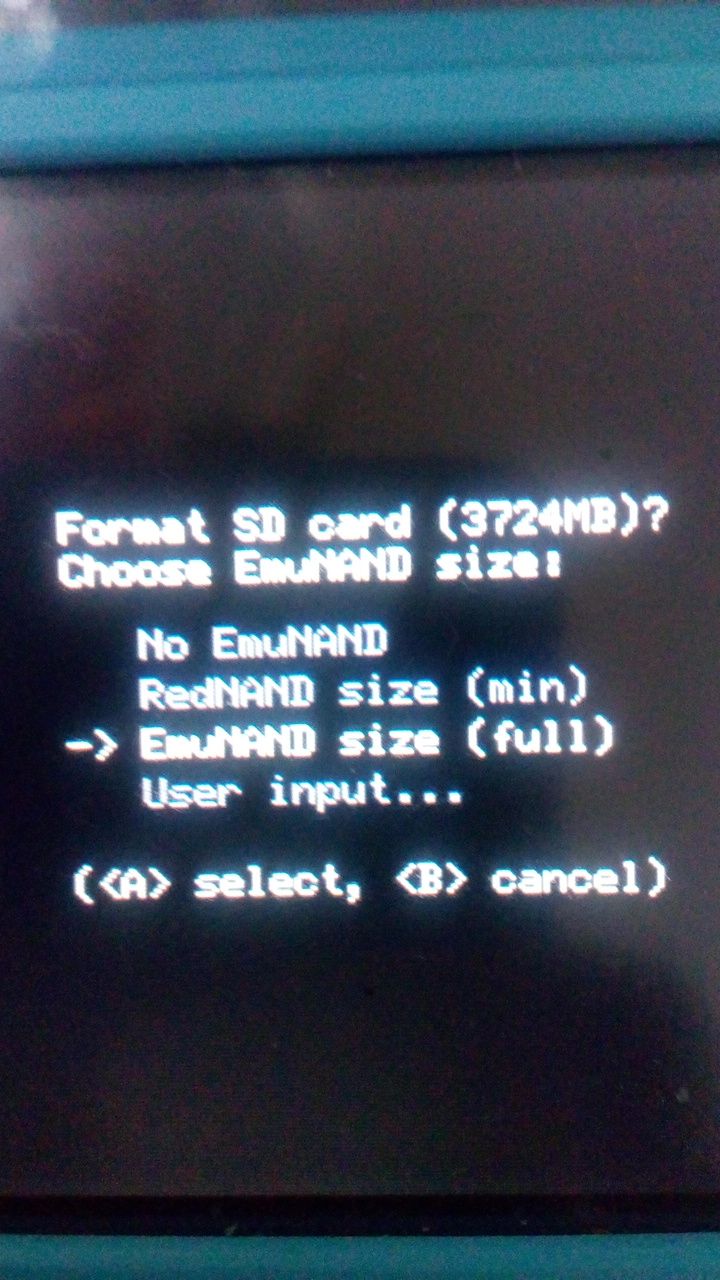 Format SD card (3724MB)?
Choose EmuNAND size:
No EmuNAND
RedNAND size (min)
-> EmuNAND size (full)
User input...
(<A> select, <B> cancel)